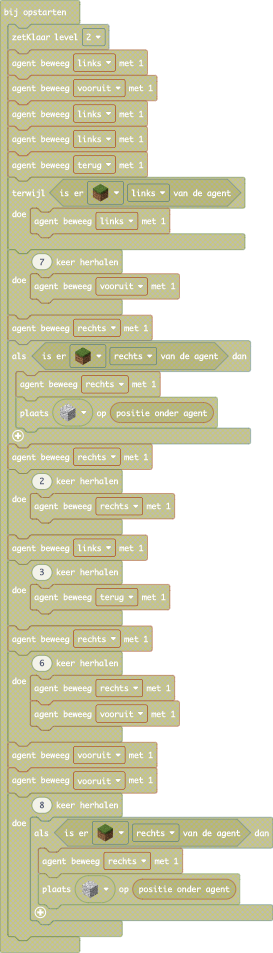 bij opstarten
zetKlaar level 2
agent beweeg links met 1
agent beweeg vooruit met 1
agent beweeg links met 1
agent beweeg links met 1
agent beweeg terug met 1
terwijl is er links van de agent
doe agent beweeg links met 1
7 keer herhalen
doe agent beweeg vooruit met 1
agent beweeg rechts met 1
als is er rechts van de agent dan
agent beweeg rechts met 1
plaats op positie onder agent
agent beweeg rechts met 1
2 keer herhalen
doe agent beweeg rechts met 1
agent beweeg links met 1
3 keer herhalen
doe agent beweeg terug met 1
agent beweeg rechts met 1
6 keer herhalen
doe agent beweeg rechts met 1
agent beweeg vooruit met 1
agent beweeg vooruit met 1
agent beweeg vooruit met 1
8 keer herhalen
doe als is er rechts van de agent dan
agent beweeg rechts met 1
plaats op positie onder agent